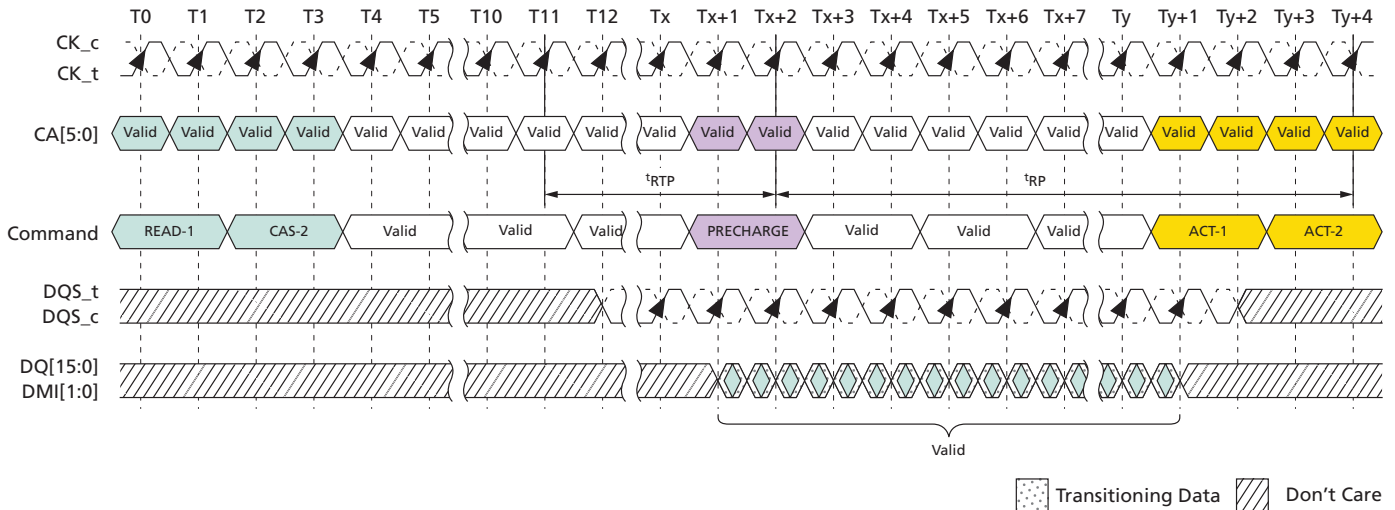 T0 T1 T2 T3 T4 T5 T10 T11 T12 Tx Tx+1 Tx+2 Tx+3 Tx+4 Tx+5 Tx+6 Tx+7 Ty Ty+1 Ty+2 Ty+3 Ty+4
CK_c
CK_t
CA[5:0] Valid Valid Valid Valid Valid Valid Valid Valid Valid Valid Valid Valid Valid Valid Valid Valid Valid Valid Valid Valid Valid Valid
tRTP tRP
Command READ-1 CAS-2 Valid Valid Valid PRECHARGE Valid Valid Valid ACT-1 ACT-2
DQS_t
DQS_c
DQ[15:0]
DMI[1:0]
Valid
Transitioning Data Don't Care